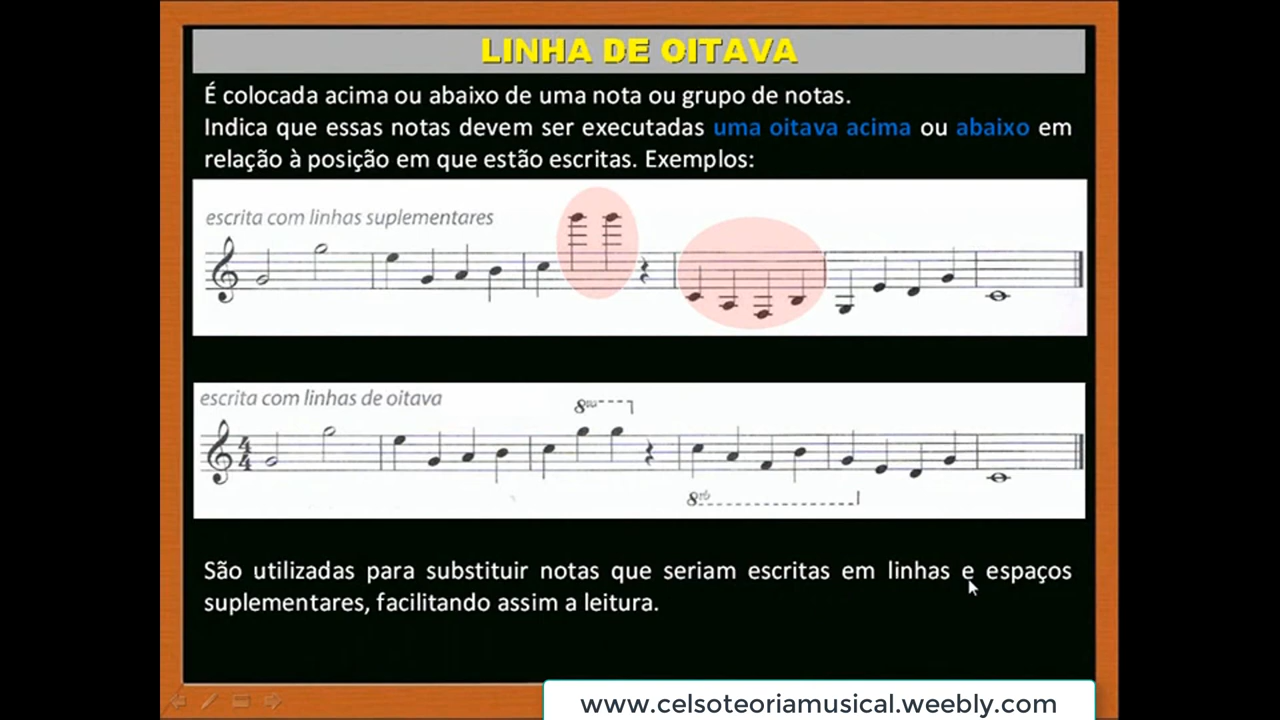 LINHA DE OITAVA
É colocada acima ou abaixo de uma nota ou grupo de notas.
Indica que essas notas devem ser executadas uma oitava acima ou abaixo em
relação à posição em que estão escritas. Exemplos:
escrita com linhas suplementares
escrita com linhas de oitava
8va
4
4
8vb
São utilizadas para substituir notas que seriam escritas em linhas e espaços
suplementares, facilitando assim a leitura.
www.celsoteoriamusical.weebly.com